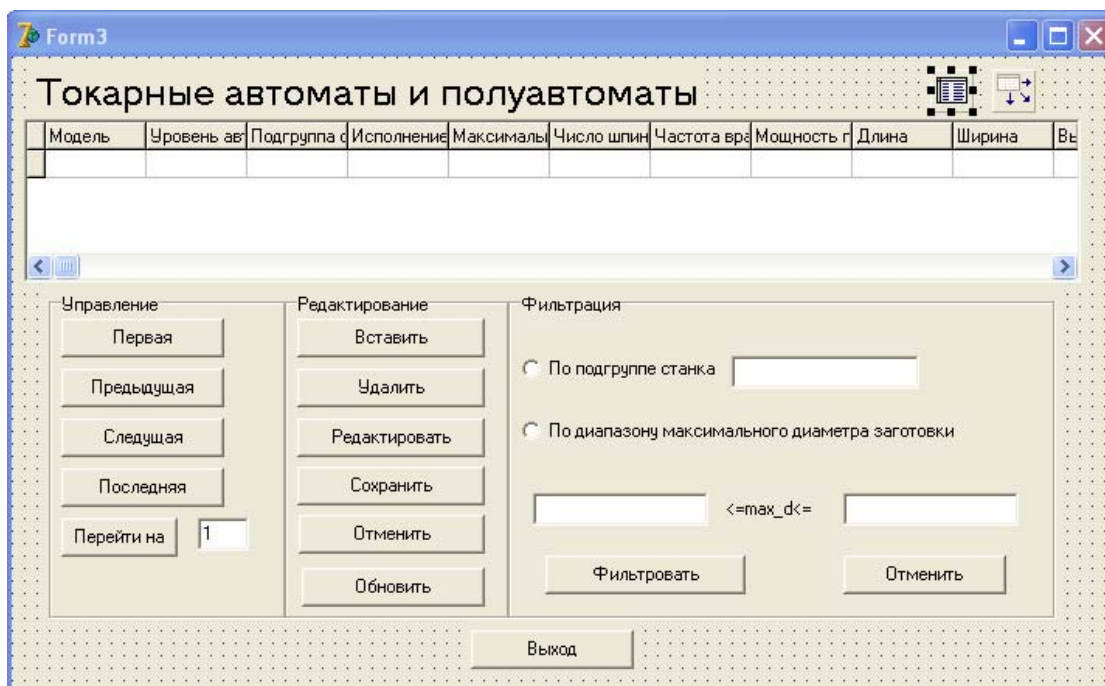 Form3
Токарные автоматы и полуавтоматы
Модель Уровень ав Подгруппа Исполнение Максималы Число шпин Частота вра Мощность Длина Ширина Вы
Управление
Первая
Предыдущая
Следущая
Последняя
Перейти на 1
Редактирование
Вставить
Удалить
Редактировать
Сохранить
Отменить
Обновить
Фильтрация
По подгруппе станка
По диапазону максимального диаметра заготовки
<=max_d<=
Фильтровать Отменить
Выход